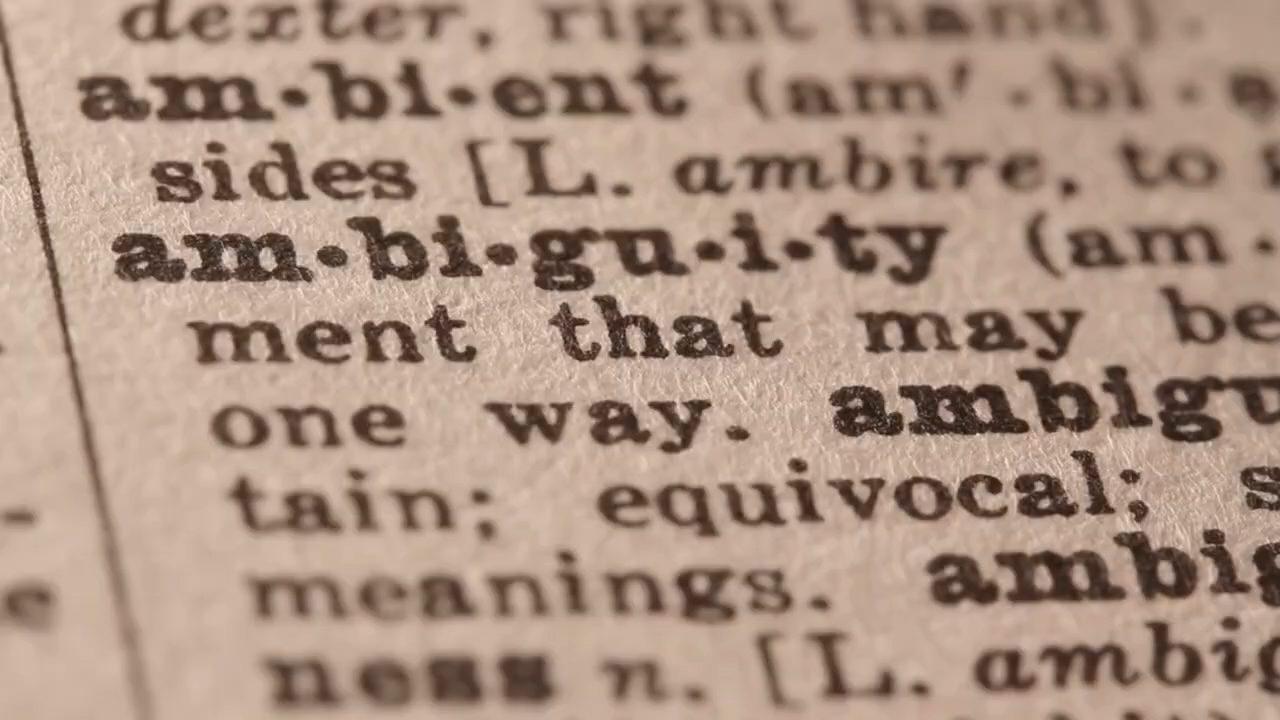 dexter, right hand].
am•bi•ent (am′ · bi ·
sides [L. ambire, to
am•bi•gu•i•ty (am ·
ment that may be
one way. ambigu
tain; equivocal; s
meanings. ambig
ness n. [L. ambig